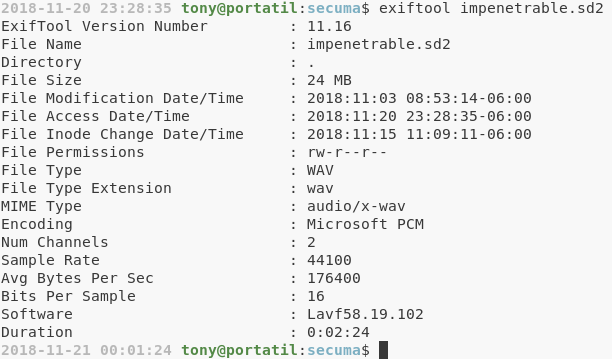 2018-11-20 23:28:35 tony@portatil:secuma$ exiftool impenetrable.sd2
ExifTool Version Number : 11.16
File Name : impenetrable.sd2
Directory : .
File Size : 24 MB
File Modification Date/Time : 2018:11:03 08:53:14-06:00
File Access Date/Time : 2018:11:20 23:28:35-06:00
File Inode Change Date/Time : 2018:11:15 11:09:11-06:00
File Permissions : rw-r--r--
File Type : WAV
File Type Extension : wav
MIME Type : audio/x-wav
Encoding : Microsoft PCM
Num Channels : 2
Sample Rate : 44100
Avg Bytes Per Sec : 176400
Bits Per Sample : 16
Software : Lavf58.19.102
Duration : 0:02:24
2018-11-21 00:01:24 tony@portatil:secuma$